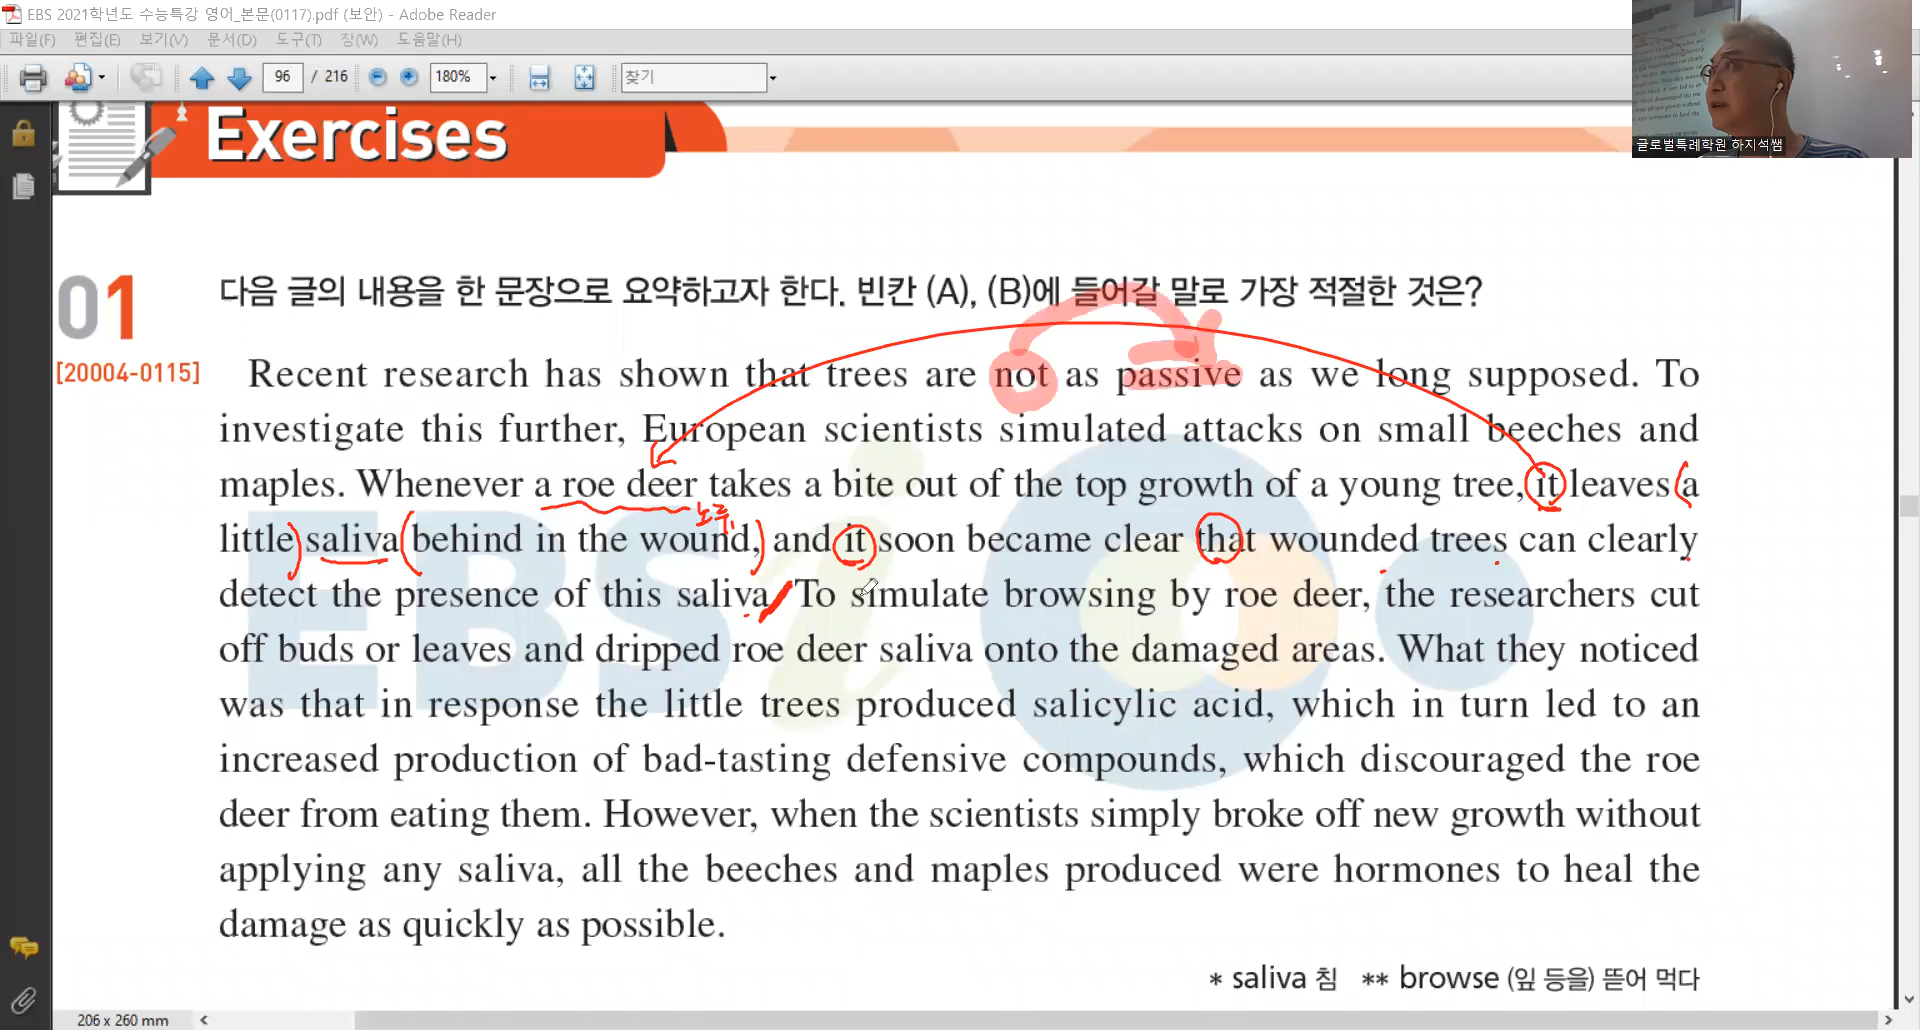 EBS 2021학년도 수능특강 영어_본문(0117).pdf (보안) - Adobe Reader
파일(F) 편집(E) 보기(V) 문서(D) 도구(T) 창(W) 도움말(H)
96 / 216 180% 찾기
글로벌특례학원 하지석쌤
Exercises
01
다음 글의 내용을 한 문장으로 요약하고자 한다. 빈칸 (A), (B)에 들어갈 말로 가장 적절한 것은?
[20004-0115]
Recent research has shown that trees are not as passive as we long supposed. To
investigate this further, European scientists simulated attacks on small beeches and
maples. Whenever a roe deer takes a bite out of the top growth of a young tree, it leaves a
노루
little saliva behind in the wound, and it soon became clear that wounded trees can clearly
detect the presence of this saliva. To simulate browsing by roe deer, the researchers cut
off buds or leaves and dripped roe deer saliva onto the damaged areas. What they noticed
was that in response the little trees produced salicylic acid, which in turn led to an
increased production of bad-tasting defensive compounds, which discouraged the roe
deer from eating them. However, when the scientists simply broke off new growth without
applying any saliva, all the beeches and maples produced were hormones to heal the
damage as quickly as possible.
* saliva 침 ** browse (잎 등을) 뜯어 먹다
EBSi
206 x 260 mm